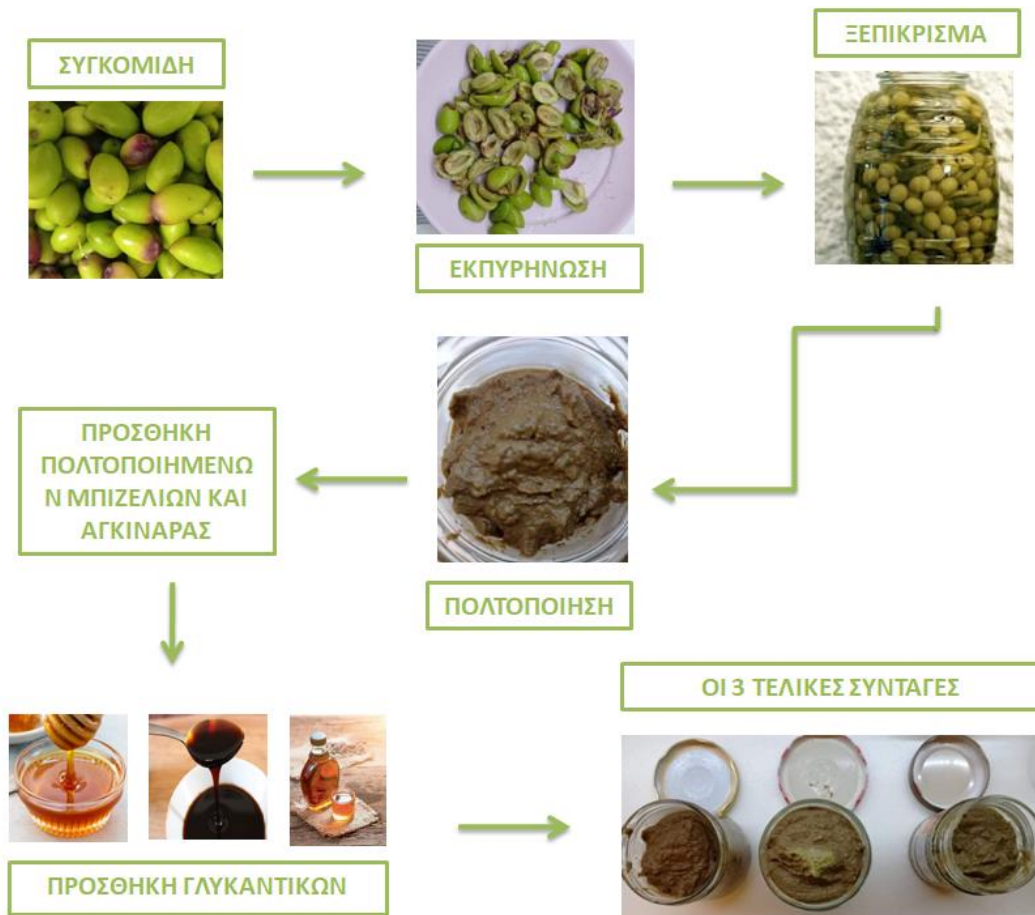 ΣΥΓΚΟΜΙΔΗ
ΕΚΠΥΡΗΝΩΣΗ
ΞΕΠΙΚΡΙΣΜΑ
ΠΟΛΤΟΠΟΙΗΣΗ
ΠΡΟΣΘΗΚΗ
ΠΟΛΤΟΠΟΙΗΜΕΝΩ
Ν ΜΠΙΖΕΛΙΩΝ ΚΑΙ
ΑΓΚΙΝΑΡΑΣ
ΠΡΟΣΘΗΚΗ ΓΛΥΚΑΝΤΙΚΩΝ
ΟΙ 3 ΤΕΛΙΚΕΣ ΣΥΝΤΑΓΕΣ